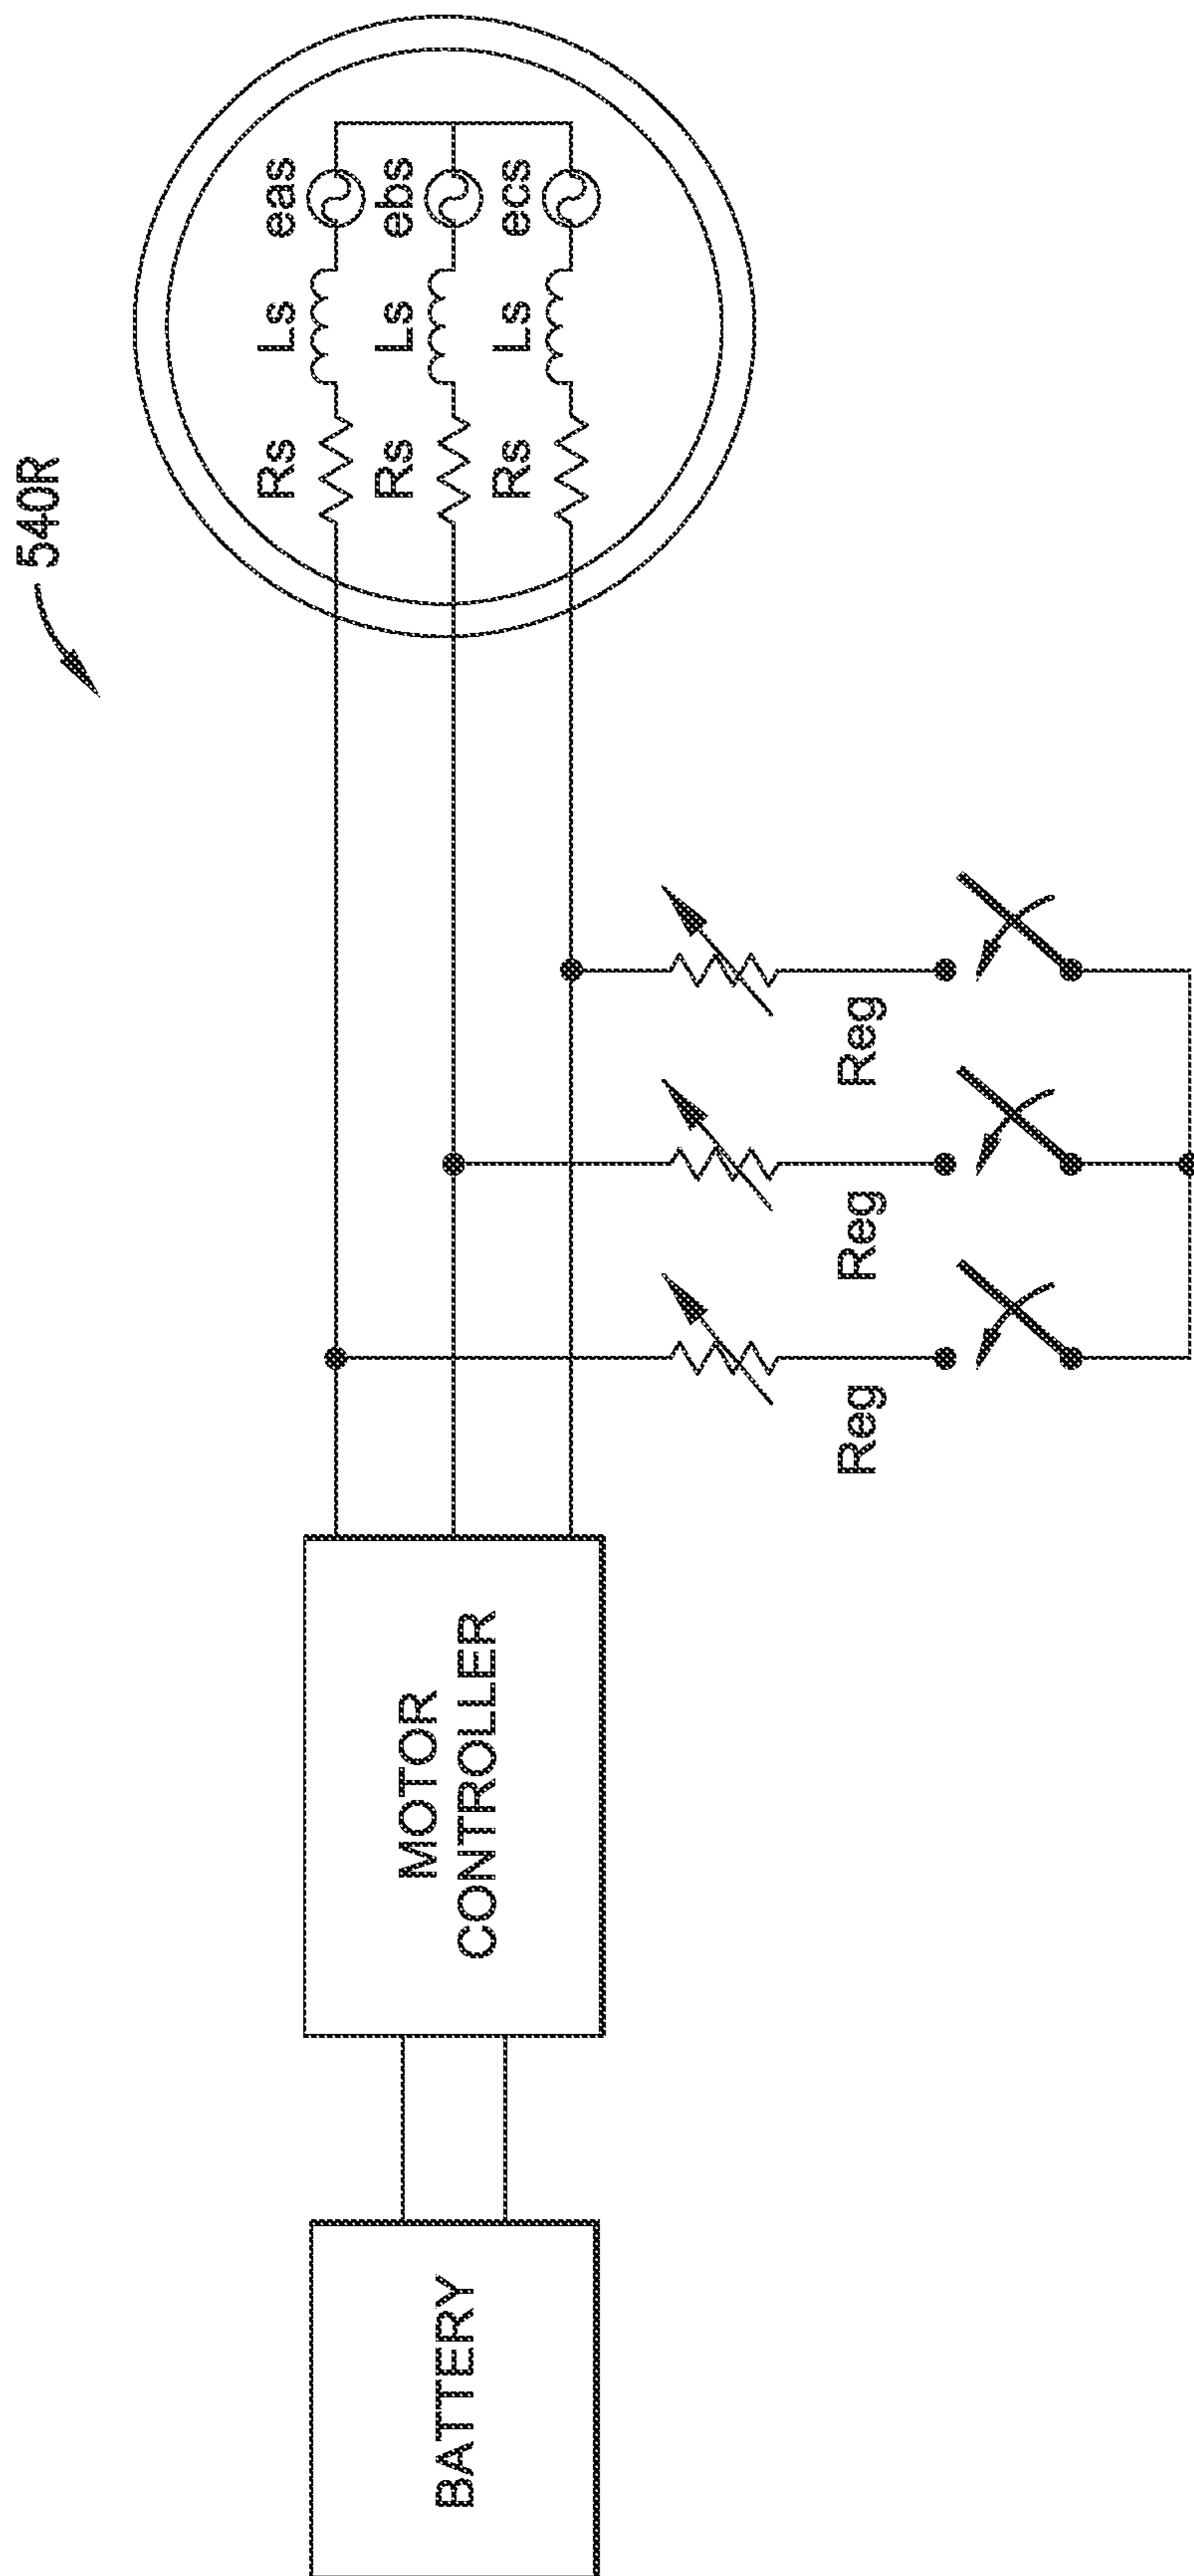 540R
eas
ebs
ecs
Ls
Ls
Ls
Rs
Rs
Rs
Reg
Reg
Reg
MOTOR
CONTROLLER
BATTERY